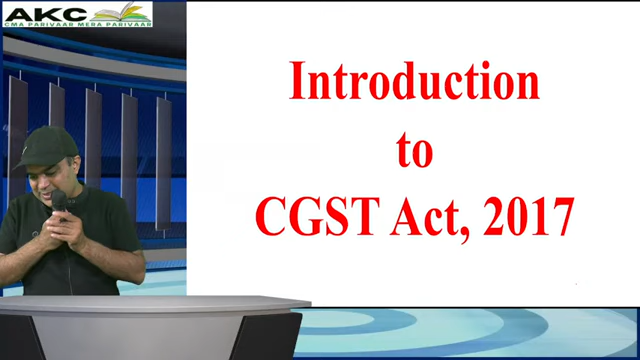 AKC
CMA PARIVAAR MERA PARIVAAR
Introduction
to
CGST Act, 2017